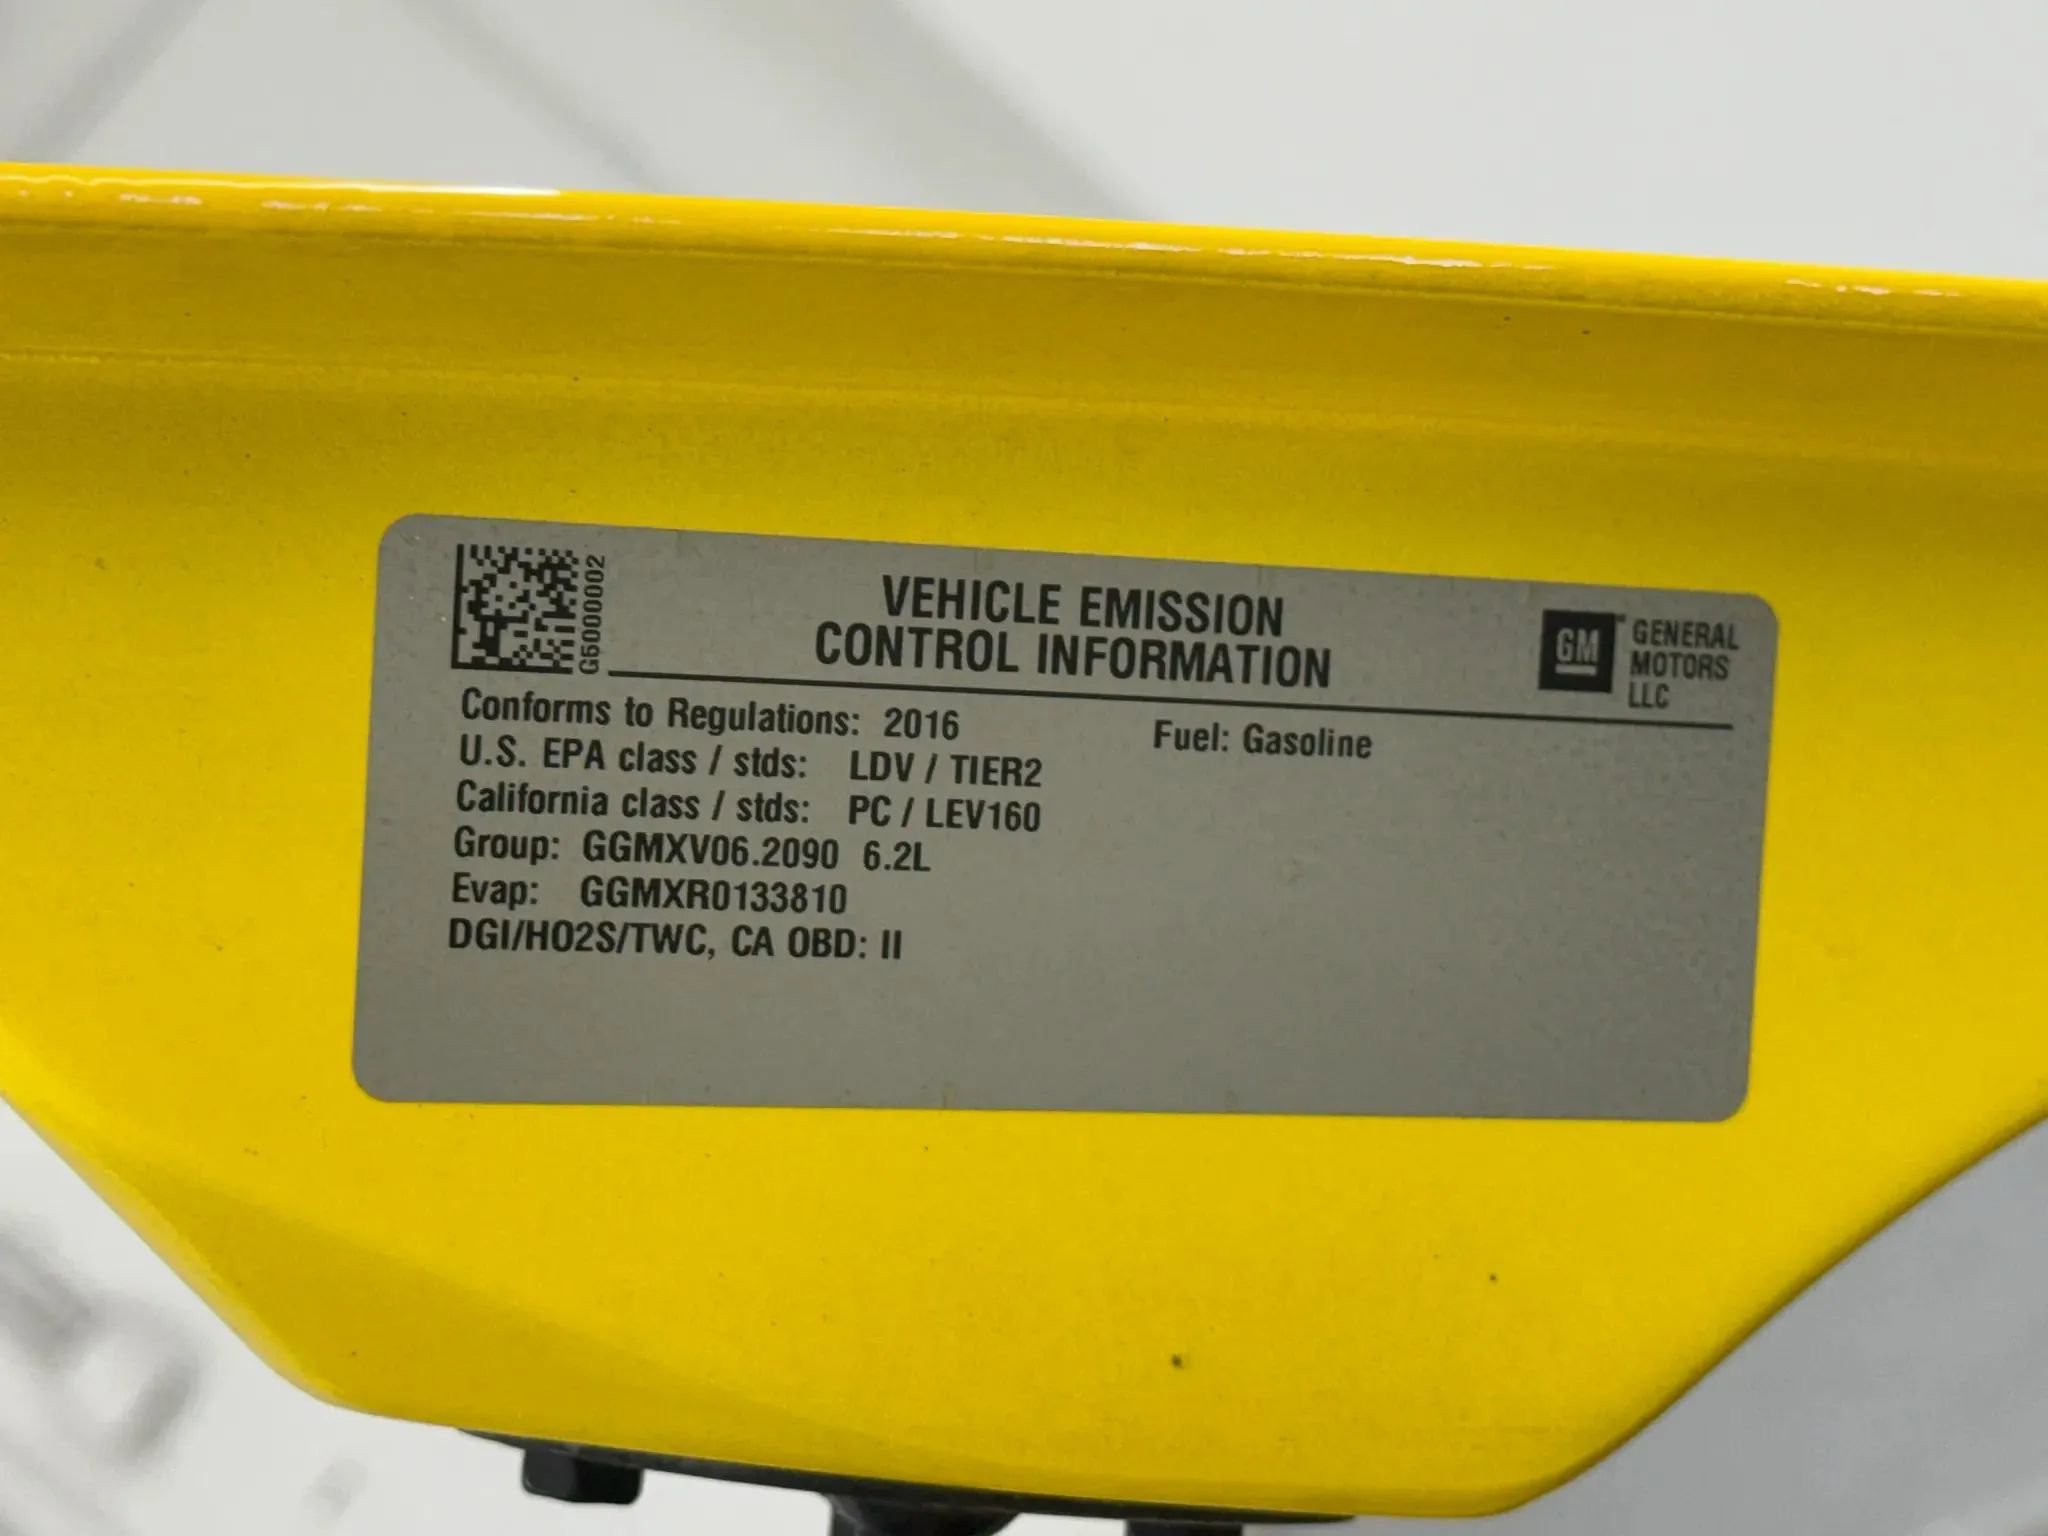 G5000002
VEHICLE EMISSION
CONTROL INFORMATION
GM
GENERAL
MOTORS
LLC
Conforms to Regulations: 2016 Fuel: Gasoline
U.S. EPA class / stds: LDV / TIER2
California class / stds: PC / LEV160
Group: GGMXV06.2090 6.2L
Evap: GGMXR0133810
DGI/HO2S/TWC, CA OBD: II